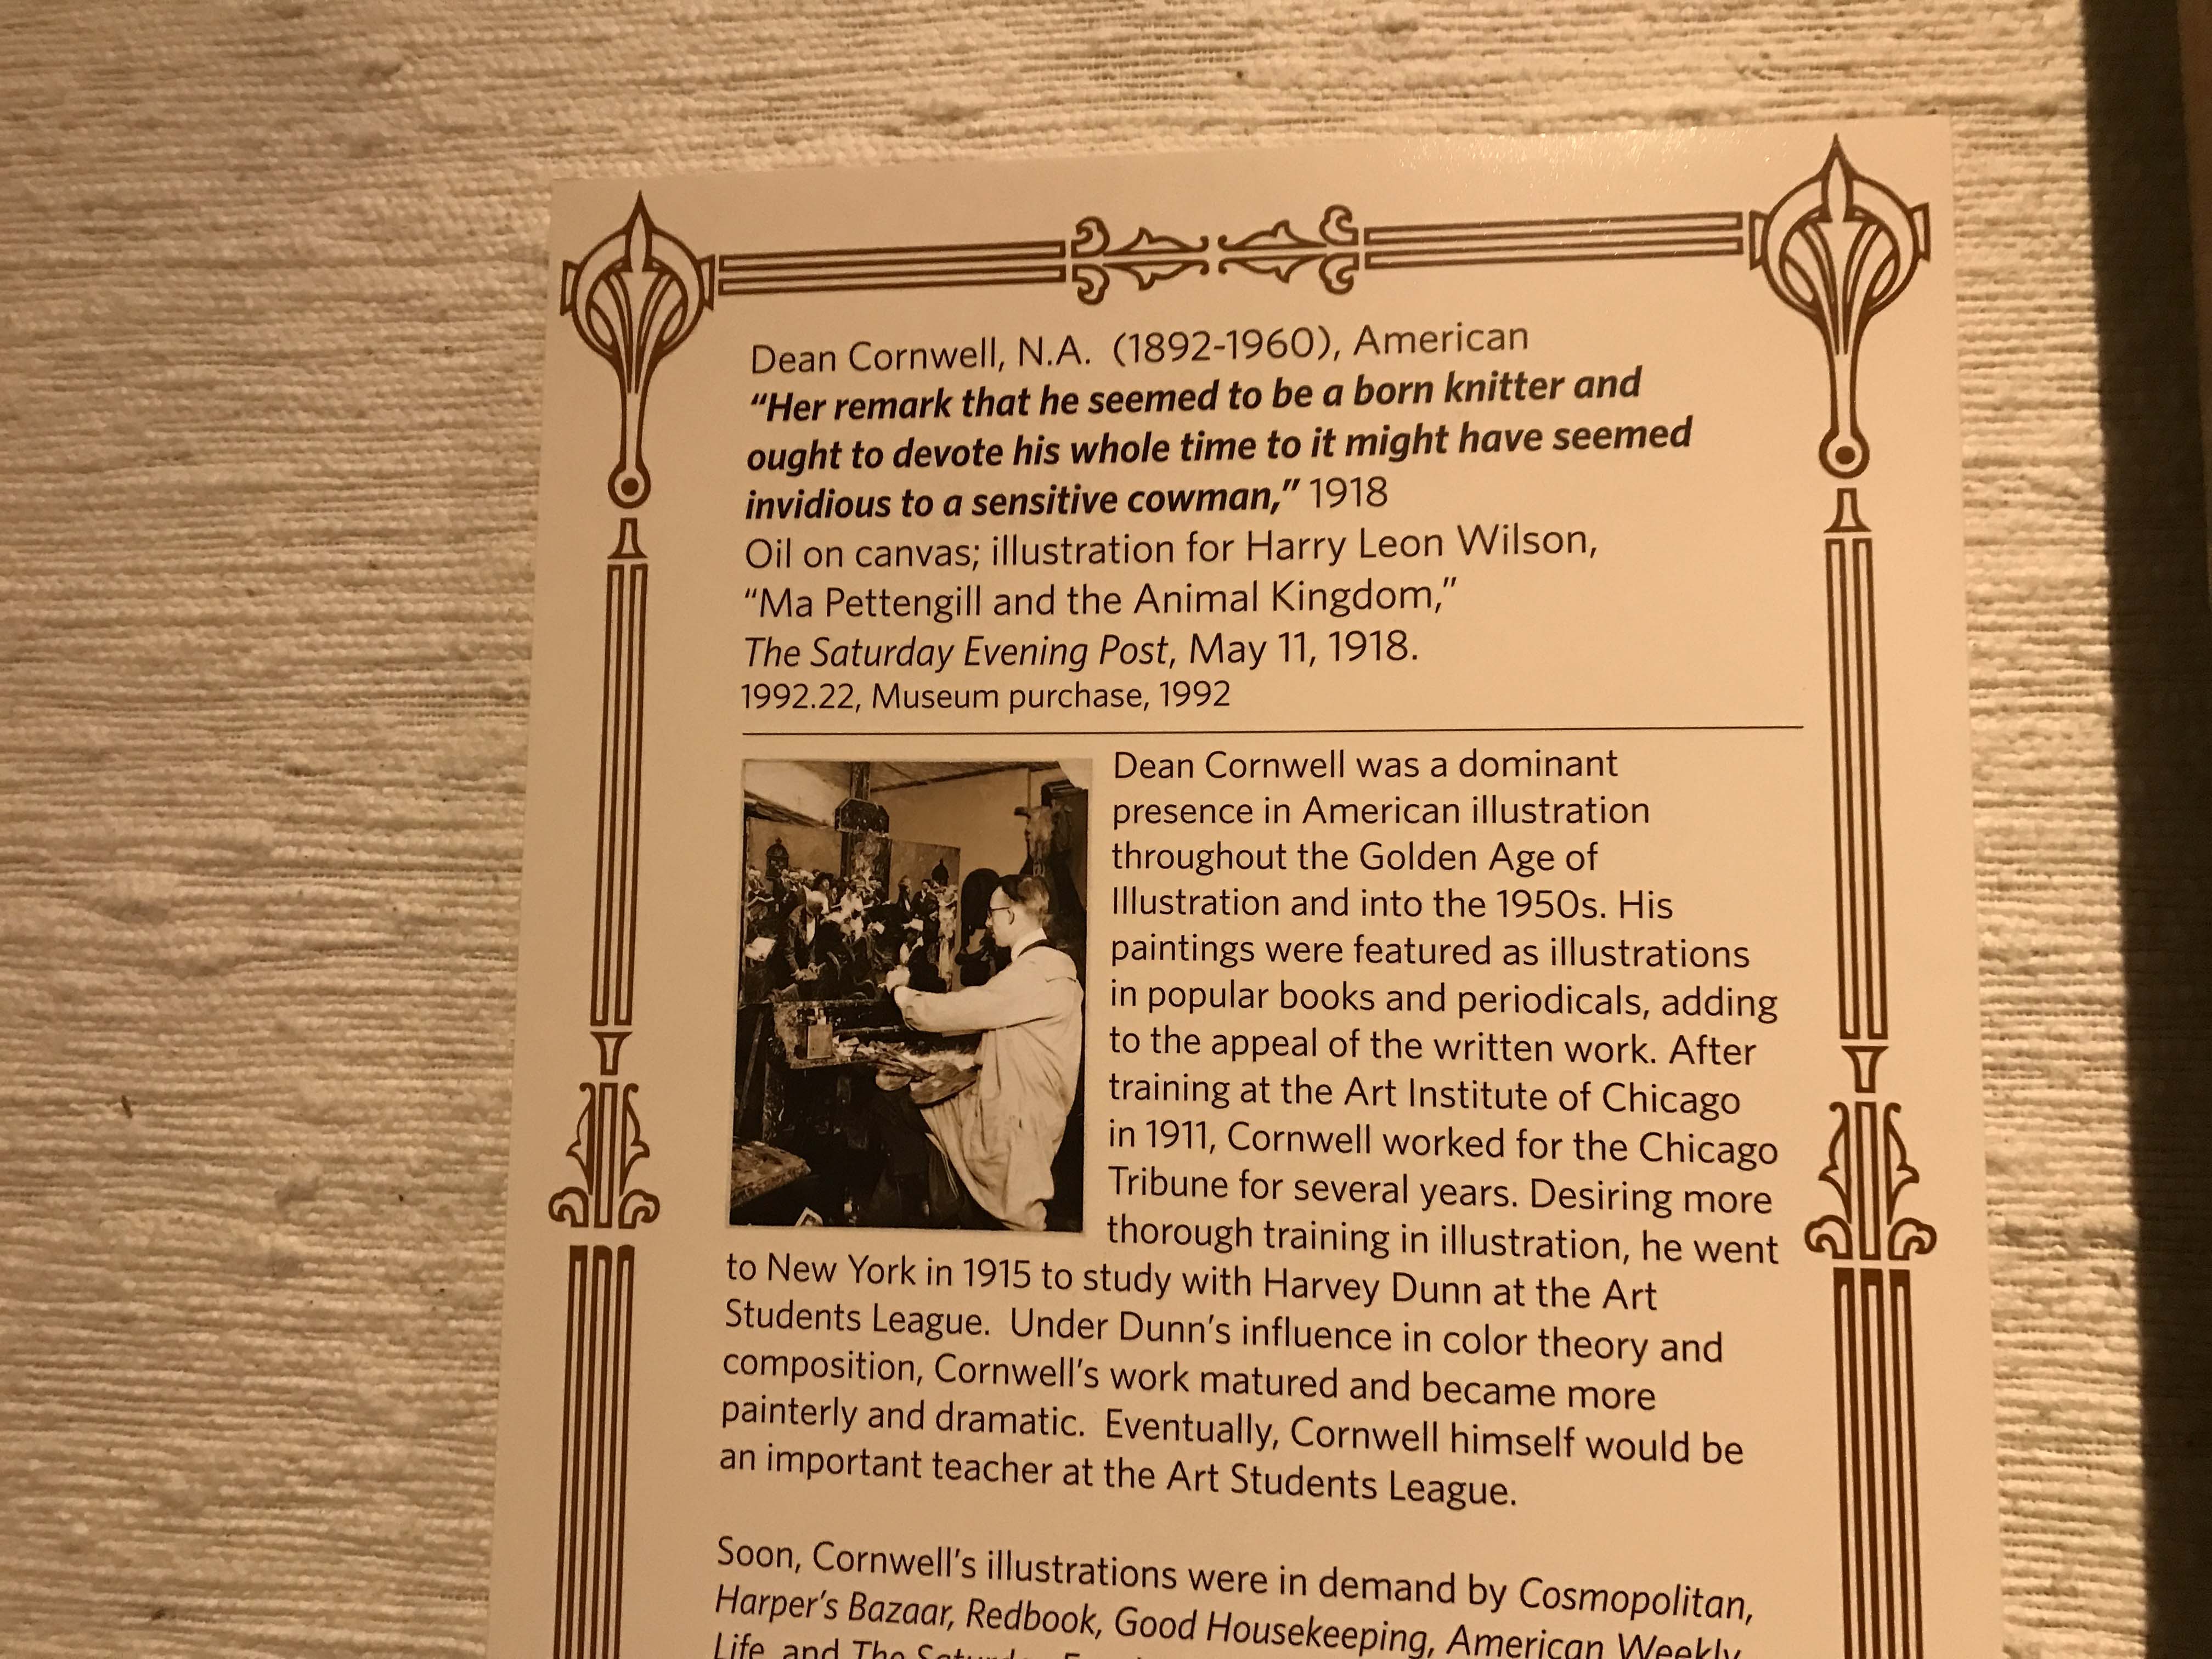 Dean Cornwell, N.A.  (1892-1960), American
“Her remark that he seemed to be a born knitter and
ought to devote his whole time to it might have seemed
invidious to a sensitive cowman,” 1918
Oil on canvas; illustration for Harry Leon Wilson,
“Ma Pettengill and the Animal Kingdom,”
The Saturday Evening Post, May 11, 1918.
1992.22, Museum purchase, 1992
Dean Cornwell was a dominant
presence in American illustration
throughout the Golden Age of
Illustration and into the 1950s. His
paintings were featured as illustrations
in popular books and periodicals, adding
to the appeal of the written work. After
training at the Art Institute of Chicago
in 1911, Cornwell worked for the Chicago
Tribune for several years. Desiring more
thorough training in illustration, he went
to New York in 1915 to study with Harvey Dunn at the Art
Students League.  Under Dunn’s influence in color theory and
composition, Cornwell’s work matured and became more
painterly and dramatic.  Eventually, Cornwell himself would be
an important teacher at the Art Students League.
Soon, Cornwell’s illustrations were in demand by Cosmopolitan,
Harper’s Bazaar, Redbook, Good Housekeeping, American Weekly,
Life, and The Saturday